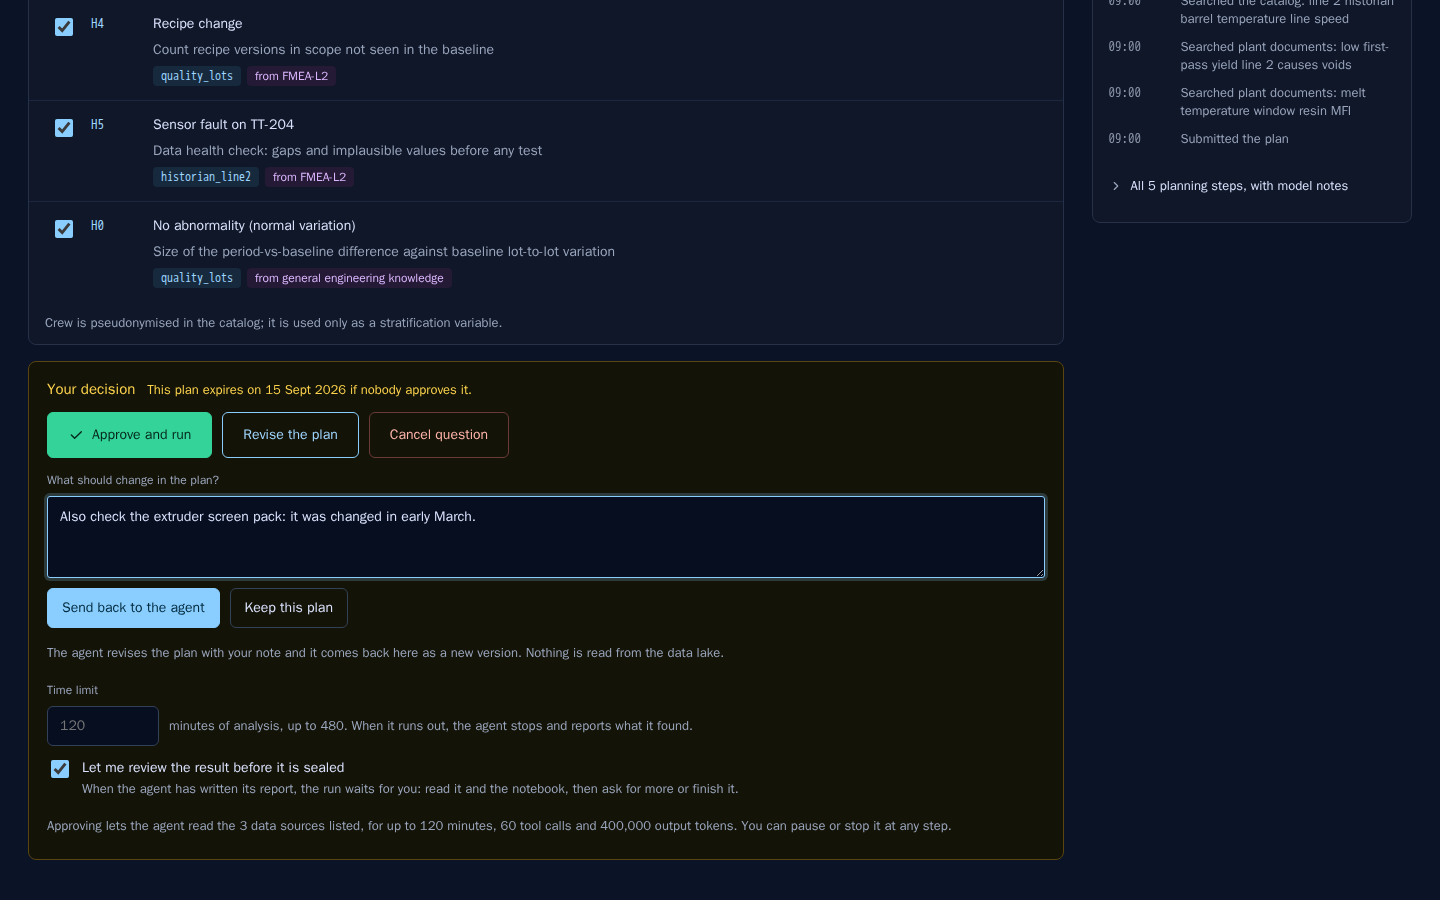 H4
Recipe change
Count recipe versions in scope not seen in the baseline
quality_lots
from FMEA-L2
H5
Sensor fault on TT-204
Data health check: gaps and implausible values before any test
historian_line2
from FMEA-L2
H0
No abnormality (normal variation)
Size of the period-vs-baseline difference against baseline lot-to-lot variation
quality_lots
from general engineering knowledge
Crew is pseudonymised in the catalog; it is used only as a stratification variable.
Your decision
This plan expires on 15 Sept 2026 if nobody approves it.
Approve and run
Revise the plan
Cancel question
What should change in the plan?
Also check the extruder screen pack: it was changed in early March.
Send back to the agent
Keep this plan
The agent revises the plan with your note and it comes back here as a new version. Nothing is read from the data lake.
Time limit
120
minutes of analysis, up to 480. When it runs out, the agent stops and reports what it found.
Let me review the result before it is sealed
When the agent has written its report, the run waits for you: read it and the notebook, then ask for more or finish it.
Approving lets the agent read the 3 data sources listed, for up to 120 minutes, 60 tool calls and 400,000 output tokens. You can pause or stop it at any step.
09:00
Searched the catalog: line 2 historian
barrel temperature line speed
09:00
Searched plant documents: low first-
pass yield line 2 causes voids
09:00
Searched plant documents: melt
temperature window resin MFI
09:00
Submitted the plan
All 5 planning steps, with model notes